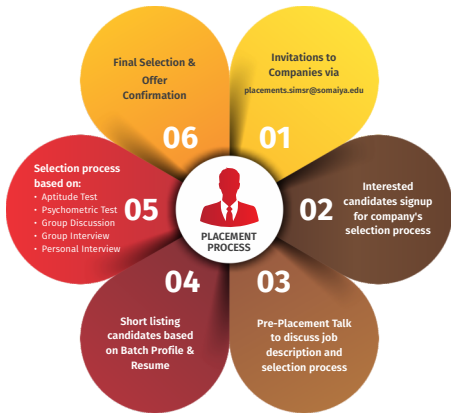 Invitations to
Companies via
placements.simsr@somaiya.edu
01
Interested
candidates signup
for company's
selection process
02
03
Pre-Placement Talk
to discuss job
description and
selection process
04
Short listing
candidates based
on Batch Profile &
Resume
Selection process
based on:
• Aptitude Test
• Psychometric Test
• Group Discussion
• Group Interview
• Personal Interview
05
Final Selection &
Offer
Confirmation
06
PLACEMENT
PROCESS